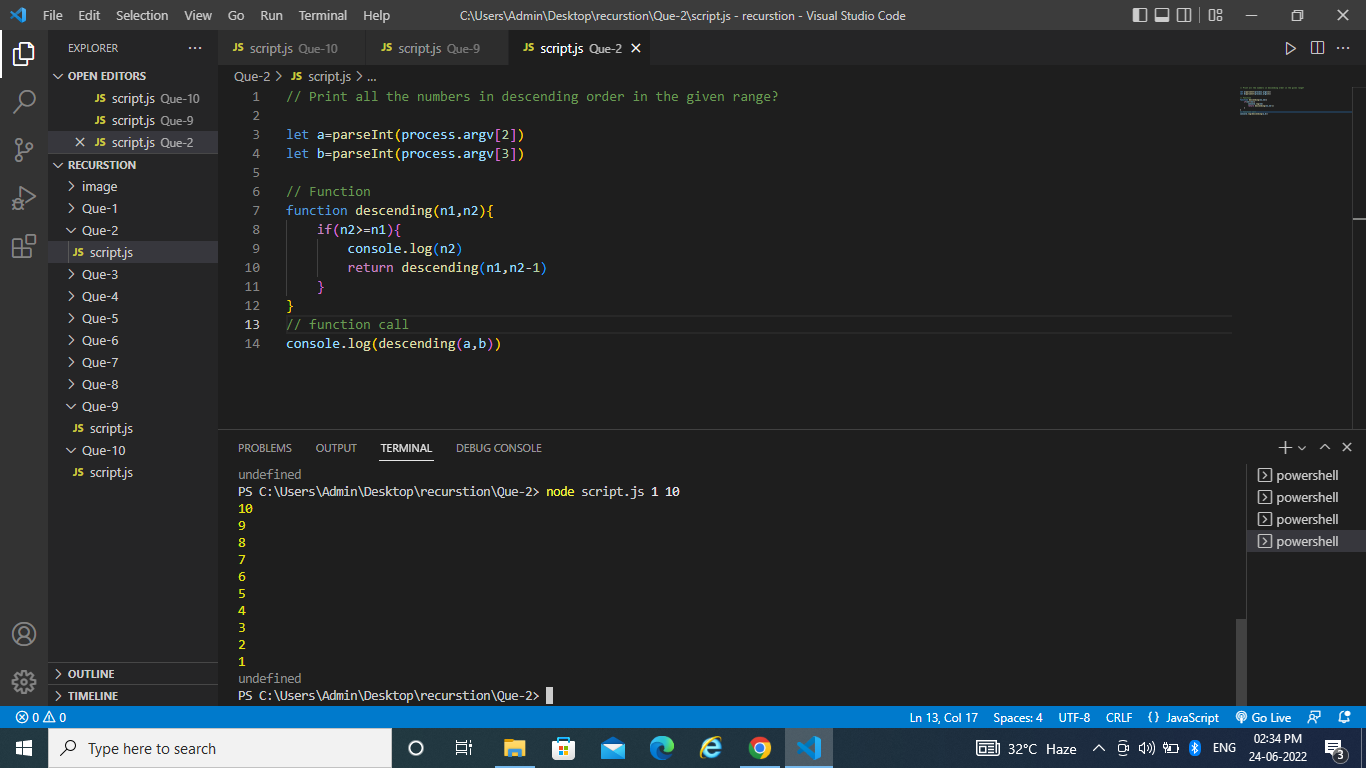 File Edit Selection View Go Run Terminal Help
C:\Users\Admin\Desktop\recurstion\Que-2\script.js - recurstion - Visual Studio Code
EXPLORER
OPEN EDITORS
JS script.js Que-10
JS script.js Que-9
JS script.js Que-2
RECURSTION
image
Que-1
Que-2
JS script.js
Que-3
Que-4
Que-5
Que-6
Que-7
Que-8
Que-9
JS script.js
Que-10
JS script.js
OUTLINE
TIMELINE
JS script.js Que-10
JS script.js Que-9
JS script.js Que-2
Que-2 > JS script.js > ...
1 // Print all the numbers in descending order in the given range?
2
3 let a=parseInt(process.argv[2])
4 let b=parseInt(process.argv[3])
5
6 // Function
7 function descending(n1,n2){
8 if(n2>=n1){
9 console.log(n2)
10 return descending(n1,n2-1)
11 }
12 }
13 // function call
14 console.log(descending(a,b))
PROBLEMS OUTPUT TERMINAL DEBUG CONSOLE
undefined
PS C:\Users\Admin\Desktop\recurstion\Que-2> node script.js 1 10
10
9
8
7
6
5
4
3
2
1
undefined
PS C:\Users\Admin\Desktop\recurstion\Que-2>
powershell
powershell
powershell
powershell
0 0
Ln 13, Col 17 Spaces: 4 UTF-8 CRLF {} JavaScript Go Live
Type here to search
32°C Haze
ENG
02:34 PM
24-06-2022
3